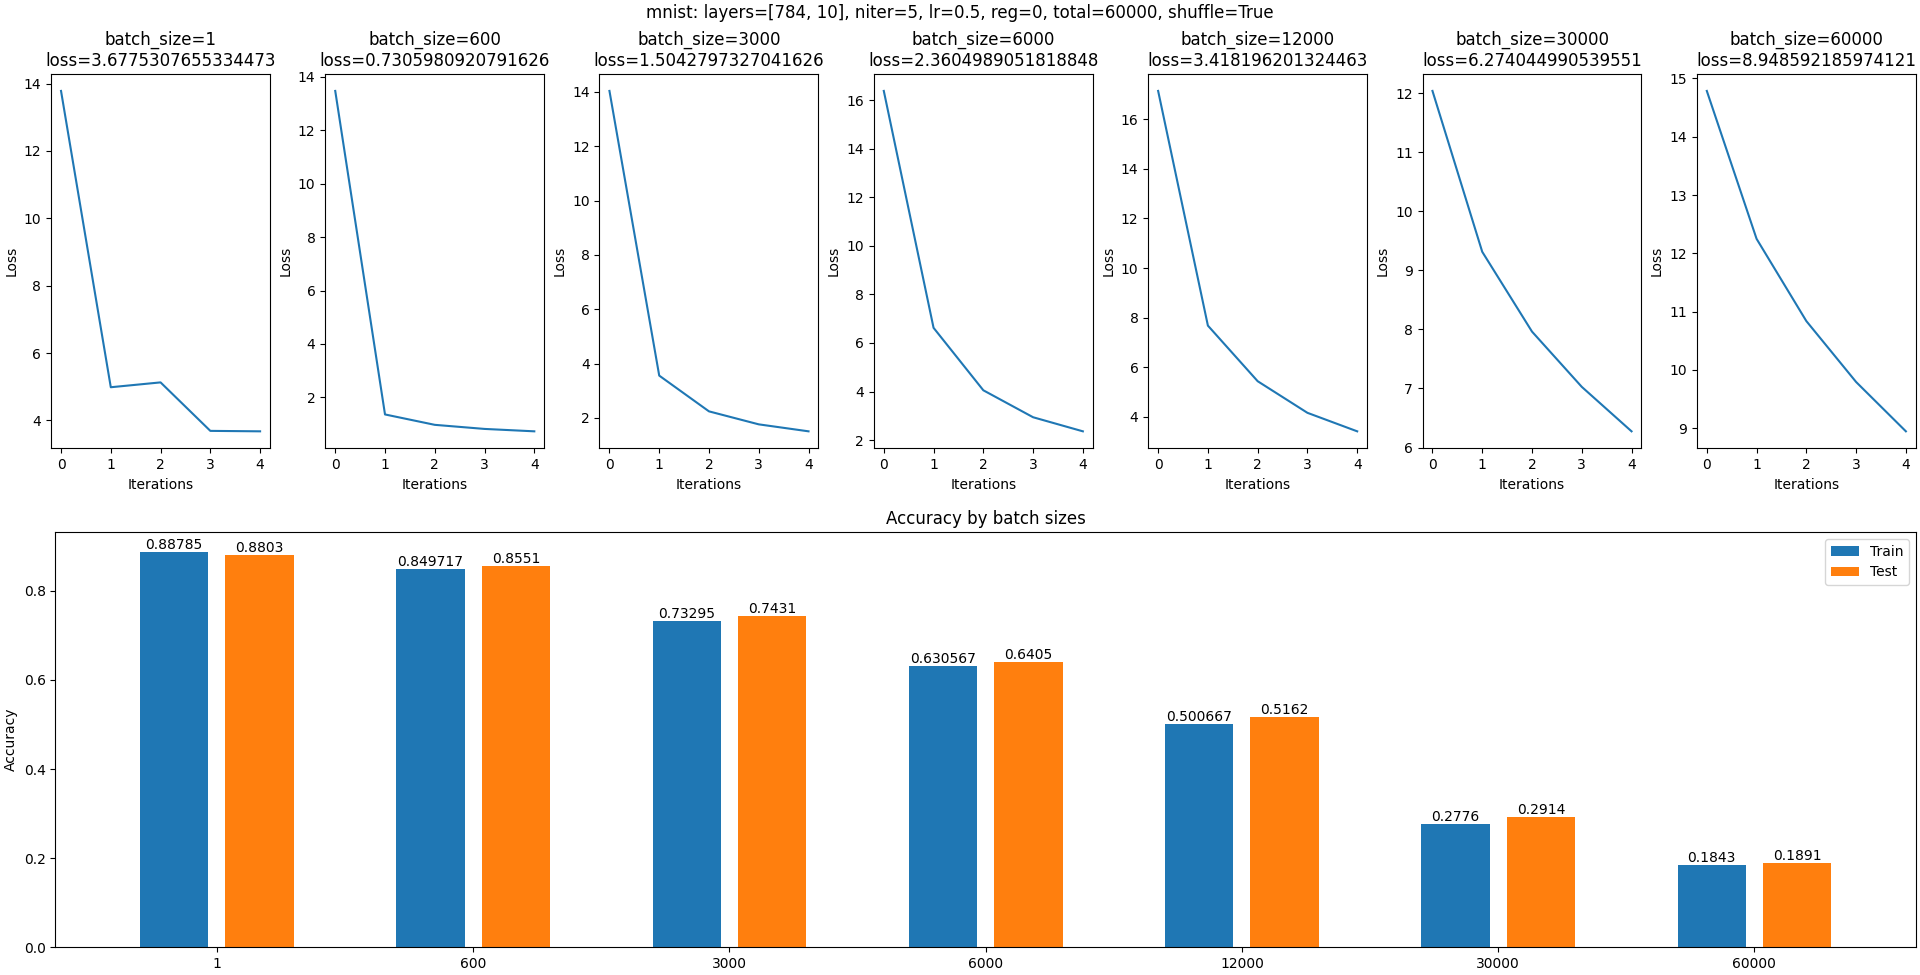 mnist: layers=[784, 10], niter=5, lr=0.5, reg=0, total=60000, shuffle=True
batch_size=1
loss=3.6775307655334473
14
12
10
8
6
4
Loss
0 1 2 3 4
Iterations
batch_size=600
loss=0.7305980920791626
14
12
10
8
6
4
2
Loss
0 1 2 3 4
Iterations
batch_size=3000
loss=1.5042797327041626
14
12
10
8
6
4
2
Loss
0 1 2 3 4
Iterations
batch_size=6000
loss=2.3604989051818848
16
14
12
10
8
6
4
2
Loss
0 1 2 3 4
Iterations
batch_size=12000
loss=3.418196201324463
16
14
12
10
8
6
4
Loss
0 1 2 3 4
Iterations
batch_size=30000
loss=6.274044990539551
12
11
10
9
8
7
6
Loss
0 1 2 3 4
Iterations
batch_size=60000
loss=8.948592185974121
15
14
13
12
11
10
9
Loss
0 1 2 3 4
Iterations
Accuracy by batch sizes
Train
Test
0.8
0.6
0.4
0.2
0.0
Accuracy
0.88785 0.8803
0.849717 0.8551
0.73295 0.7431
0.630567 0.6405
0.500667 0.5162
0.2776 0.2914
0.1843 0.1891
1 600 3000 6000 12000 30000 60000